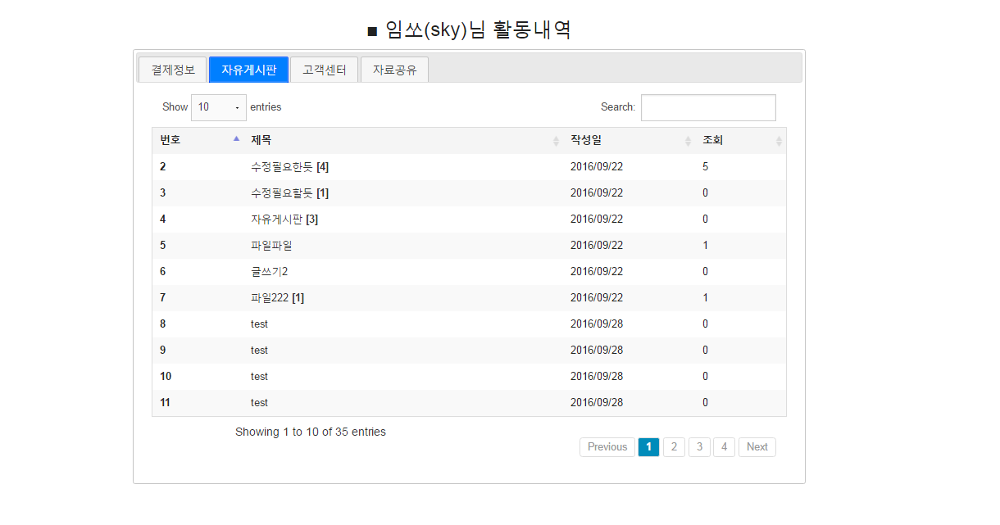 ■ 임쏘(sky)님 활동내역
결제정보 자유게시판 고객센터 자료공유
Show 10 entries Search:
번호 제목 작성일 조회
2 수정필요한듯 [4] 2016/09/22 5
3 수정필요할듯 [1] 2016/09/22 0
4 자유게시판 [3] 2016/09/22 0
5 파일파일 2016/09/22 1
6 글쓰기2 2016/09/22 0
7 파일222 [1] 2016/09/22 1
8 test 2016/09/28 0
9 test 2016/09/28 0
10 test 2016/09/28 0
11 test 2016/09/28 0
Showing 1 to 10 of 35 entries
Previous 1 2 3 4 Next